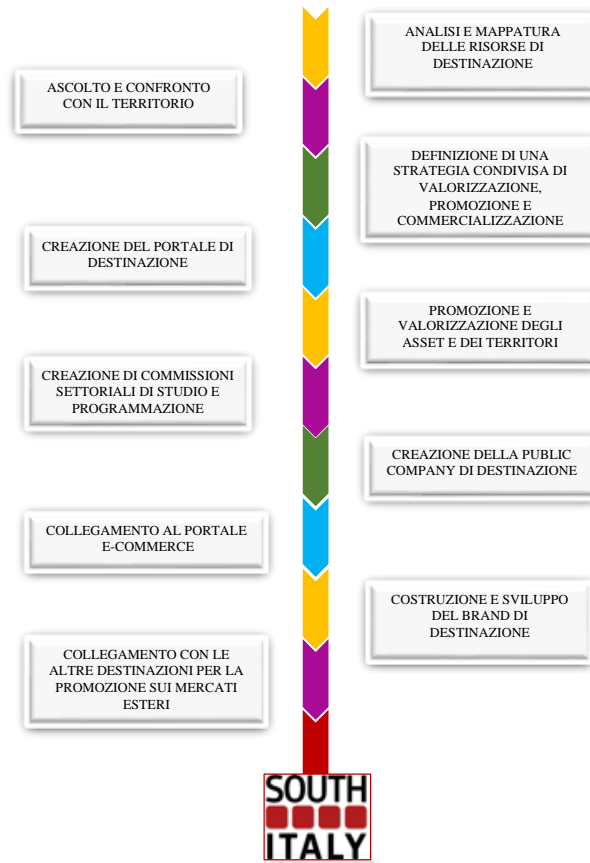 ANALISI E MAPPATURA
DELLE RISORSE DI
DESTINAZIONE
ASCOLTO E CONFRONTO
CON IL TERRITORIO
DEFINIZIONE DI UNA
STRATEGIA CONDIVISA DI
VALORIZZAZIONE,
PROMOZIONE E
COMMERCIALIZZAZIONE
CREAZIONE DEL PORTALE DI
DESTINAZIONE
PROMOZIONE E
VALORIZZAZIONE DEGLI
ASSET E DEI TERRITORI
CREAZIONE DI COMMISSIONI
SETTORIALI DI STUDIO E
PROGRAMMAZIONE
CREAZIONE DELLA PUBLIC
COMPANY DI DESTINAZIONE
COLLEGAMENTO AL PORTALE
E-COMMERCE
COSTRUZIONE E SVILUPPO
DEL BRAND DI
DESTINAZIONE
COLLEGAMENTO CON LE
ALTRE DESTINAZIONI PER LA
PROMOZIONE SUI MERCATI
ESTERI
SOUTH
ITALY